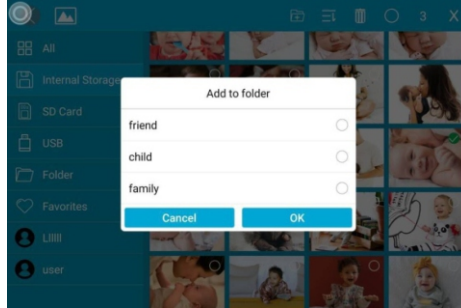 3 X
All
Internal Storage
SD Card
USB
Folder
Favorites
LIIIII
user
Add to folder
friend
child
family
Cancel OK